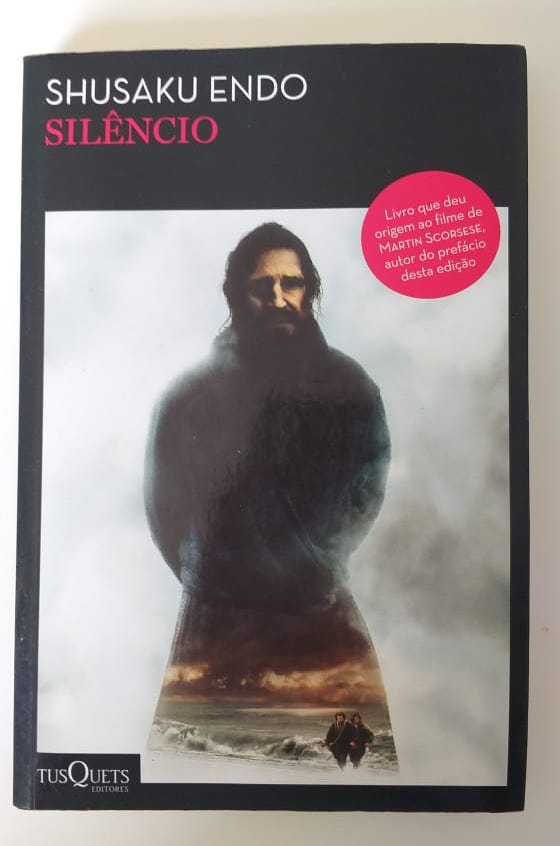 SHUSAKU ENDO
SILÊNCIO
Livro que deu
origem ao filme de
MARTIN SCORSESE,
autor do prefácio
desta edição
TUSQUETS
EDITORES